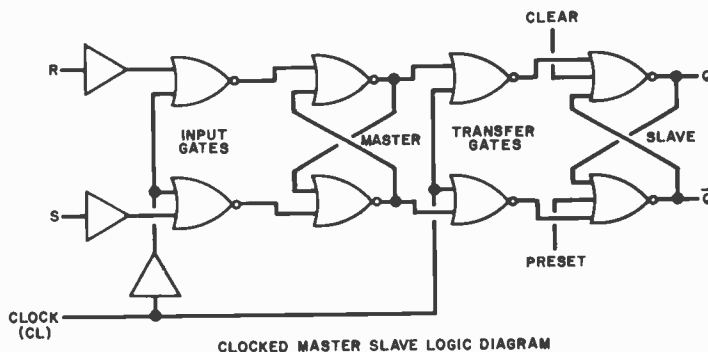 CLEAR
R
Q
INPUT
GATES
MASTER
TRANSFER
GATES
SLAVE
S
Q̅
PRESET
CLOCK
(CL)
CLOCKED MASTER SLAVE LOGIC DIAGRAM